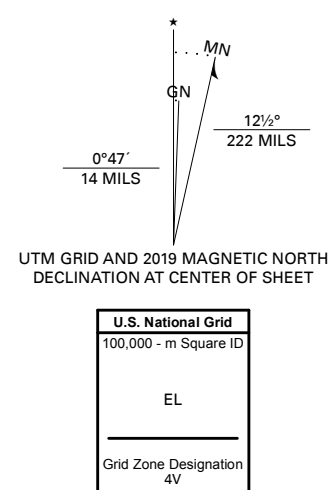 ★
MN
GN
12½°
222 MILS
0°47´
14 MILS
UTM GRID AND 2019 MAGNETIC NORTH
DECLINATION AT CENTER OF SHEET
U.S. National Grid
100,000 - m Square ID
EL
Grid Zone Designation
4V